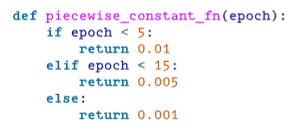 def piecewise_constant_fn(epoch):
    if epoch < 5:
        return 0.01
    elif epoch < 15:
        return 0.005
    else:
        return 0.001